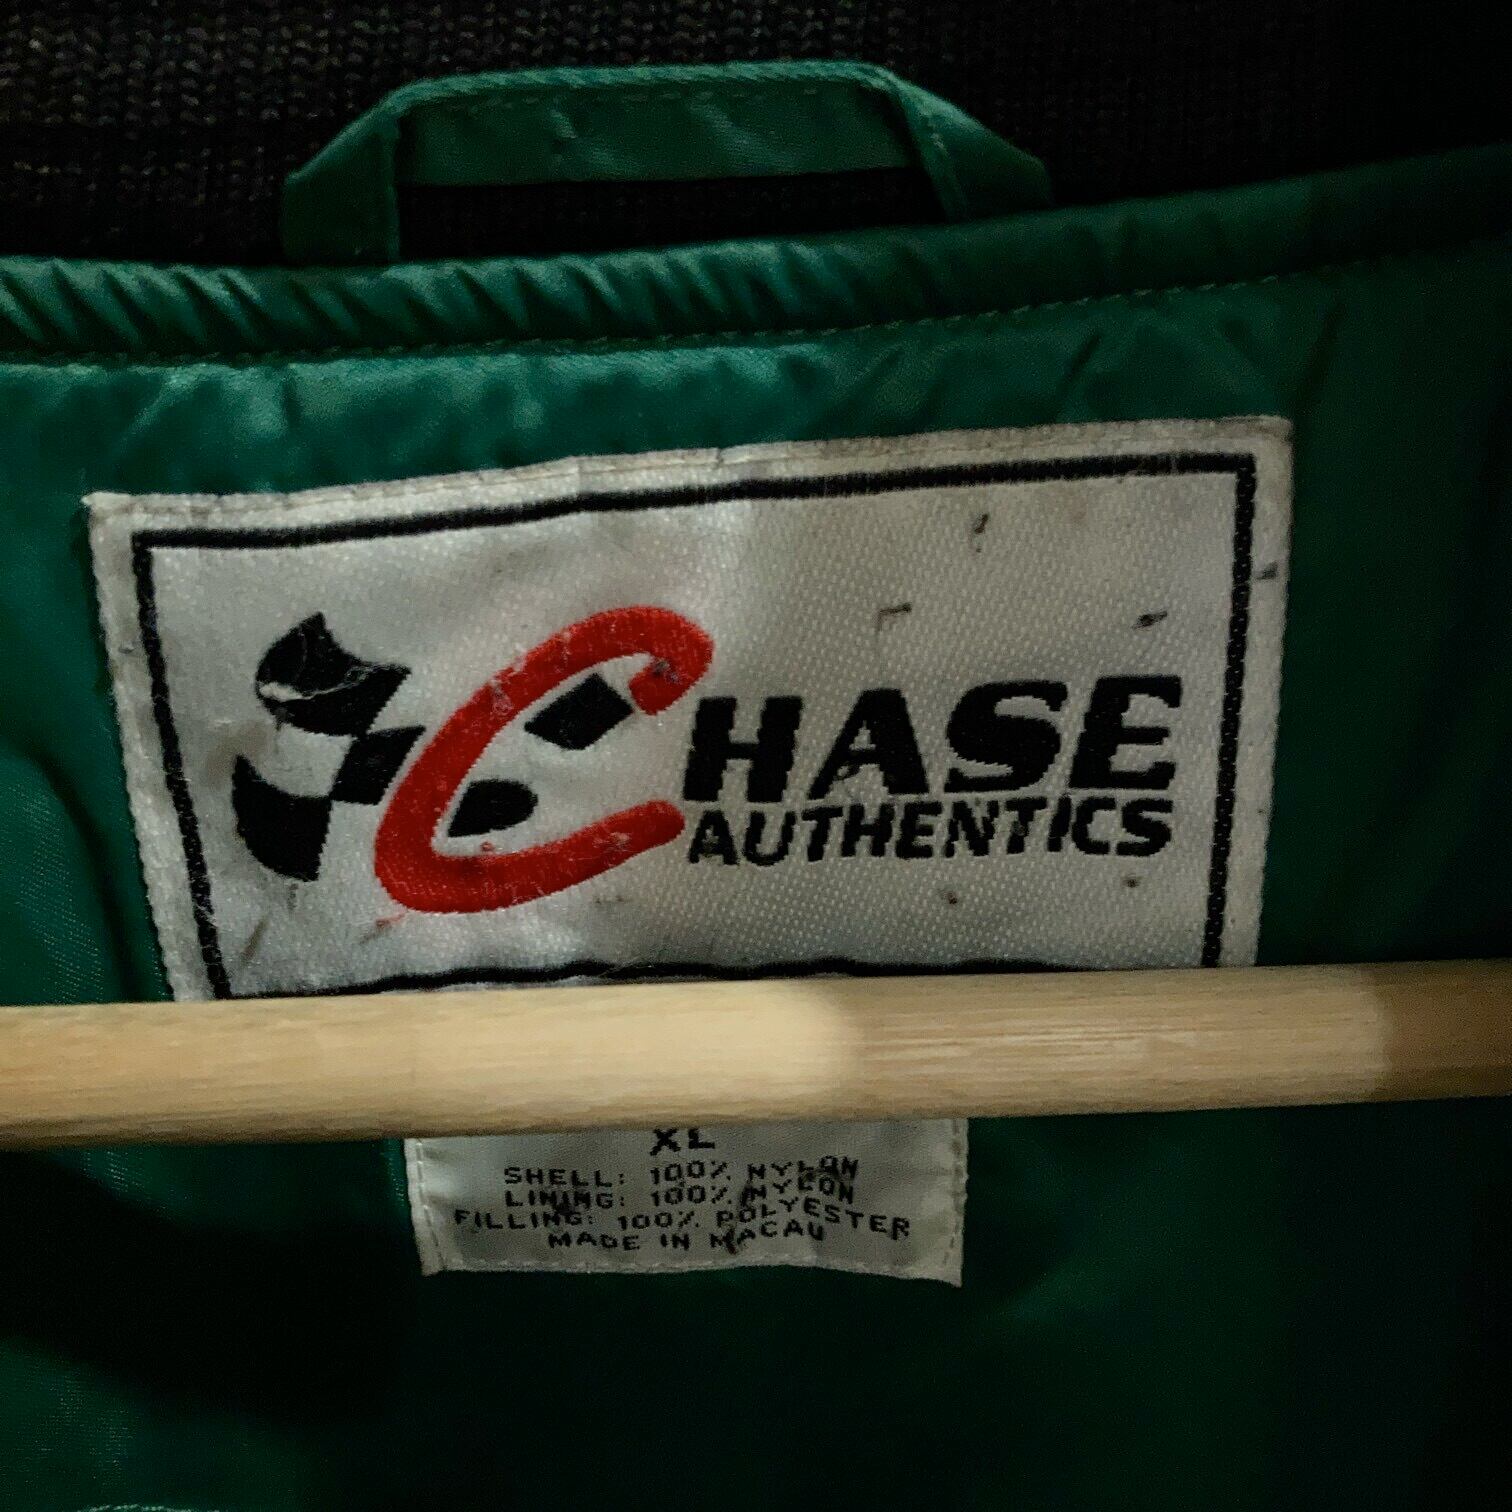 CHASE
AUTHENTICS
XL
SHELL: 100% NYLON
LINING: 100% NYLON
FILLING: 100% POLYESTER
MADE IN MACAU